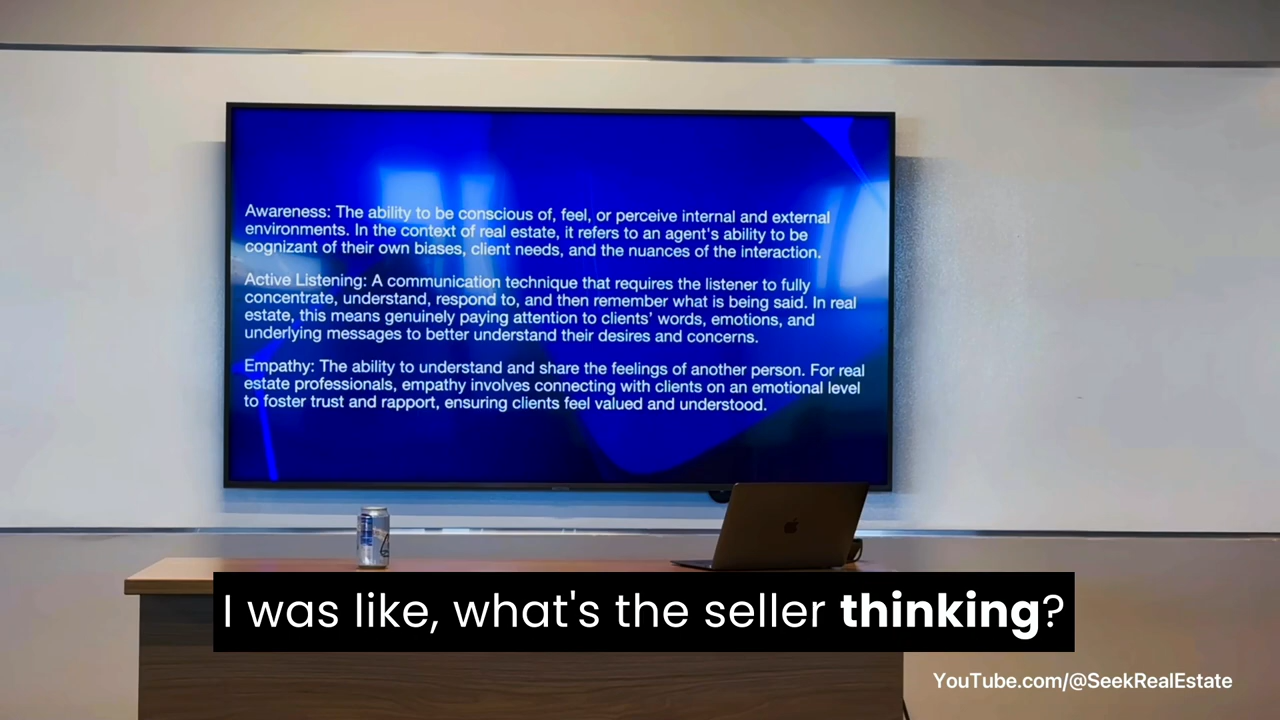 Awareness: The ability to be conscious of, feel, or perceive internal and external
environments. In the context of real estate, it refers to an agent's ability to be
cognizant of their own biases, client needs, and the nuances of the interaction.
Active Listening: A communication technique that requires the listener to fully
concentrate, understand, respond to, and then remember what is being said. In real
estate, this means genuinely paying attention to clients’ words, emotions, and
underlying messages to better understand their desires and concerns.
Empathy: The ability to understand and share the feelings of another person. For real
estate professionals, empathy involves connecting with clients on an emotional level
to foster trust and rapport, ensuring clients feel valued and understood.
I was like, what's the seller thinking?
YouTube.com/@SeekRealEstate